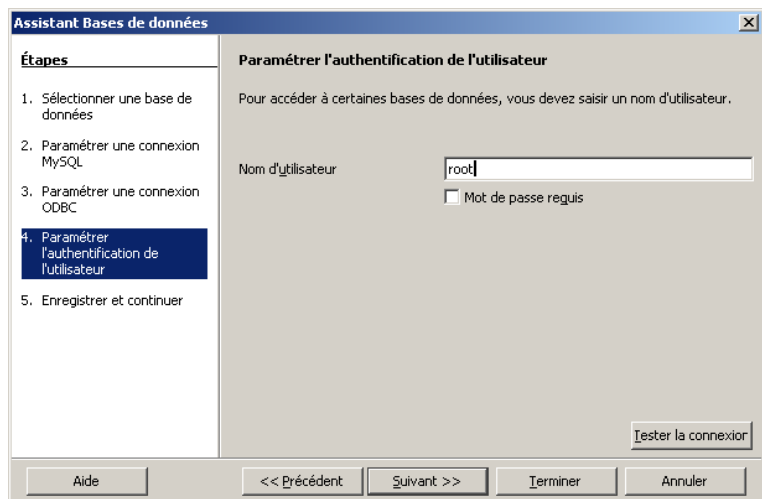 Assistant Bases de données
Étapes
1. Sélectionner une base de
données
2. Paramétrer une connexion
MySQL
3. Paramétrer une connexion
ODBC
4. Paramétrer
l'authentification de
l'utilisateur
5. Enregistrer et continuer
Paramétrer l'authentification de l'utilisateur
Pour accéder à certaines bases de données, vous devez saisir un nom d'utilisateur.
Nom d'utilisateur
root
Mot de passe requis
Tester la connexion
Aide
<< Précédent
Suivant >>
Terminer
Annuler